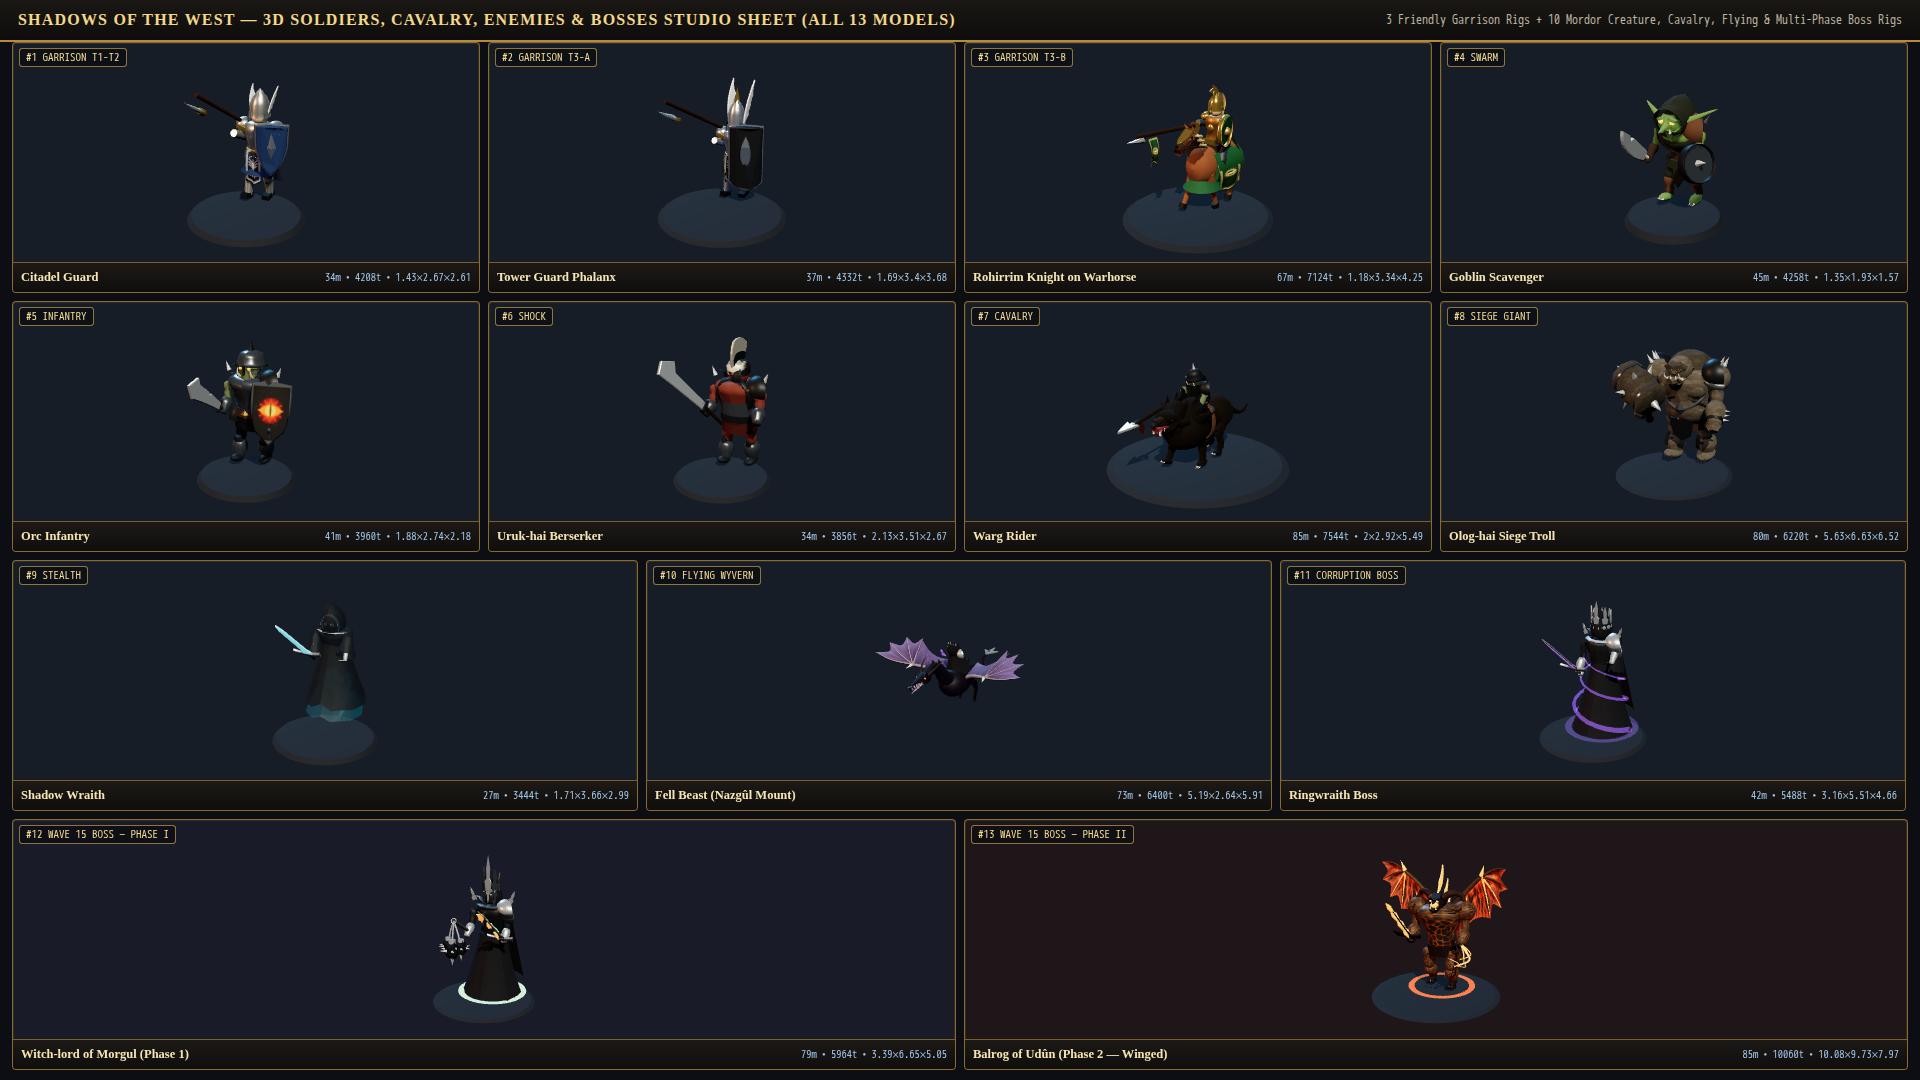 SHADOWS OF THE WEST — 3D SOLDIERS, CAVALRY, ENEMIES & BOSSES STUDIO SHEET (ALL 13 MODELS)
3 Friendly Garrison Rigs + 10 Mordor Creature, Cavalry, Flying & Multi-Phase Boss Rigs
#1 GARRISON T1-T2
Citadel Guard
34m • 4208t • 1.43×2.67×2.61
#2 GARRISON T3-A
Tower Guard Phalanx
37m • 4332t • 1.69×3.4×3.68
#3 GARRISON T3-B
Rohirrim Knight on Warhorse
67m • 7124t • 1.18×3.34×4.25
#4 SWARM
Goblin Scavenger
45m • 4258t • 1.35×1.93×1.57
#5 INFANTRY
Orc Infantry
41m • 3960t • 1.88×2.74×2.18
#6 SHOCK
Uruk-hai Berserker
34m • 3856t • 2.13×3.51×2.67
#7 CAVALRY
Warg Rider
85m • 7544t • 2×2.92×5.49
#8 SIEGE GIANT
Olog-hai Siege Troll
80m • 6220t • 5.63×6.63×6.52
#9 STEALTH
Shadow Wraith
27m • 3444t • 1.71×3.66×2.99
#10 FLYING WYVERN
Fell Beast (Nazgûl Mount)
73m • 6400t • 5.19×2.64×5.91
#11 CORRUPTION BOSS
Ringwraith Boss
42m • 5488t • 3.16×5.51×4.66
#12 WAVE 15 BOSS — PHASE I
Witch-lord of Morgul (Phase 1)
79m • 5964t • 3.39×6.65×5.05
#13 WAVE 15 BOSS — PHASE II
Balrog of Udûn (Phase 2 — Winged)
85m • 10060t • 10.08×9.73×7.97